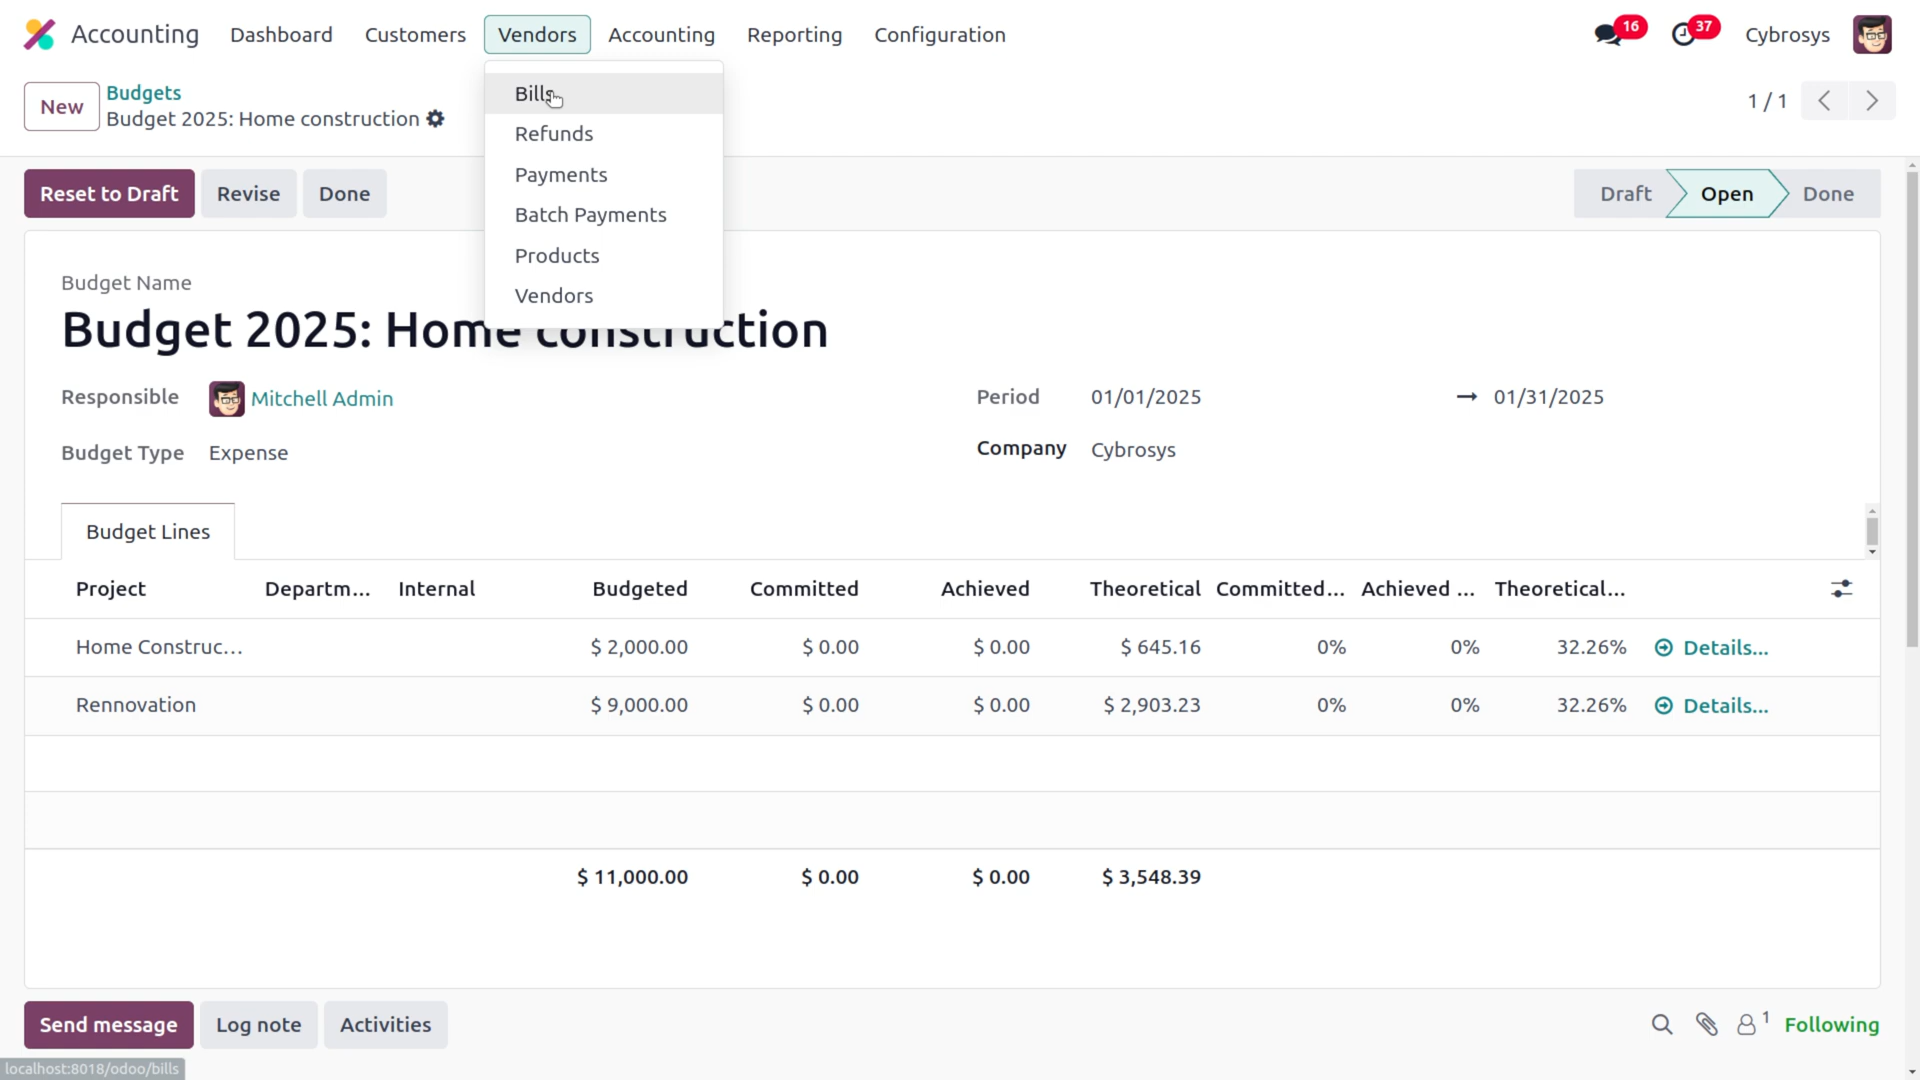 Accounting Dashboard Customers Vendors Accounting Reporting Configuration 16 37 Cybrosys
New Budgets
Budget 2025: Home construction
1 / 1
Bills
Refunds
Payments
Batch Payments
Products
Vendors
Reset to Draft Revise Done Draft Open Done
Budget Name
Budget 2025: Home construction
Responsible Mitchell Admin Period 01/01/2025 → 01/31/2025
Budget Type Expense Company Cybrosys
Budget Lines
Project Departm... Internal Budgeted Committed Achieved Theoretical Committed... Achieved ... Theoretical...
Home Construc... $ 2,000.00 $ 0.00 $ 0.00 $ 645.16 0% 0% 32.26% Details...
Rennovation $ 9,000.00 $ 0.00 $ 0.00 $ 2,903.23 0% 0% 32.26% Details...
$ 11,000.00 $ 0.00 $ 0.00 $ 3,548.39
Send message Log note Activities 1 Following
localhost:8018/odoo/bills